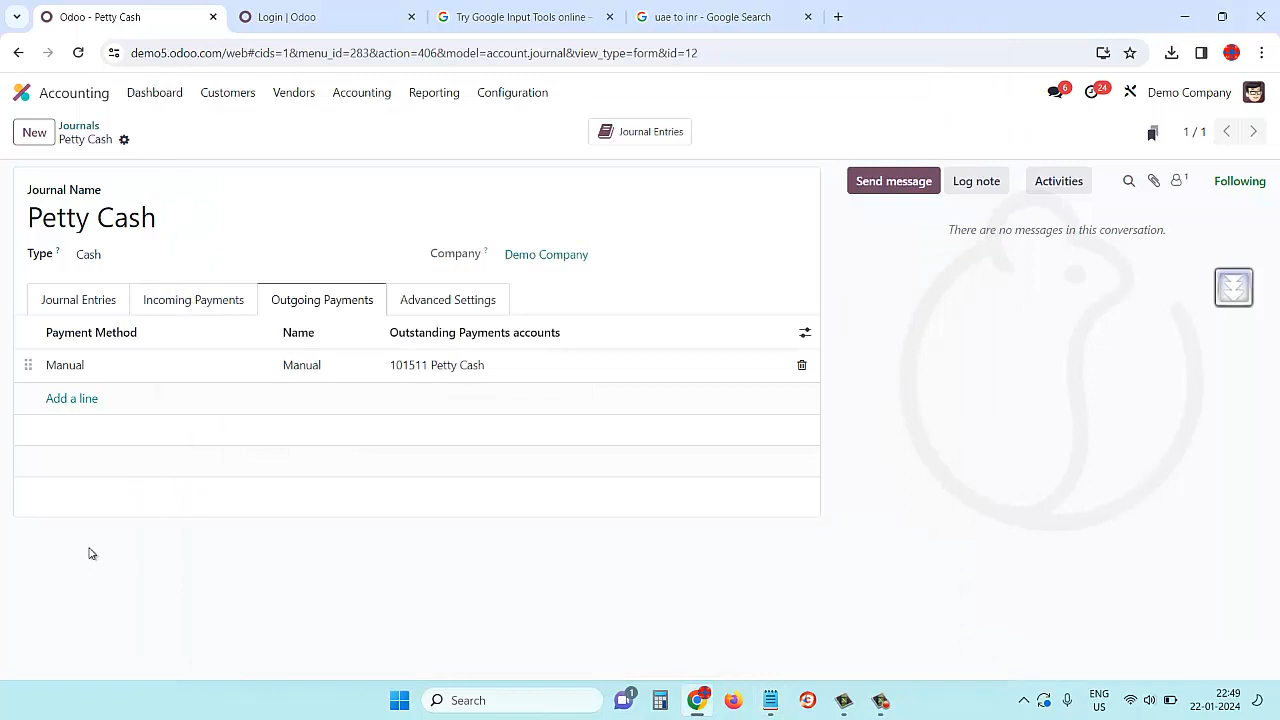 Odoo - Petty Cash
Login | Odoo
Try Google Input Tools online –
uae to inr - Google Search
demo5.odoo.com/web#cids=1&menu_id=283&action=406&model=account.journal&view_type=form&id=12
Accounting Dashboard Customers Vendors Accounting Reporting Configuration 6 24 Demo Company
New Journals
Petty Cash
Journal Entries
1 / 1
Journal Name
Petty Cash
Type ? Cash
Company ? Demo Company
Journal Entries Incoming Payments Outgoing Payments Advanced Settings
Payment Method Name Outstanding Payments accounts
Manual Manual 101511 Petty Cash
Add a line
Send message Log note Activities 1 Following
There are no messages in this conversation.
Search
1
ENG
US
22:49
22-01-2024